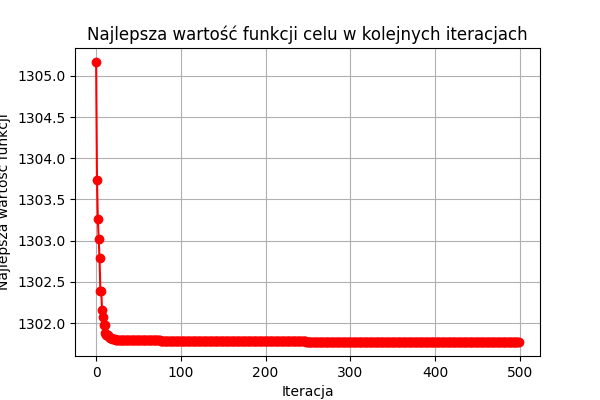 Najlepsza wartość funkcji celu w kolejnych iteracjach
Najlepsza wartość funkcji
1305.0
1304.5
1304.0
1303.5
1303.0
1302.5
1302.0
0 100 200 300 400 500
Iteracja